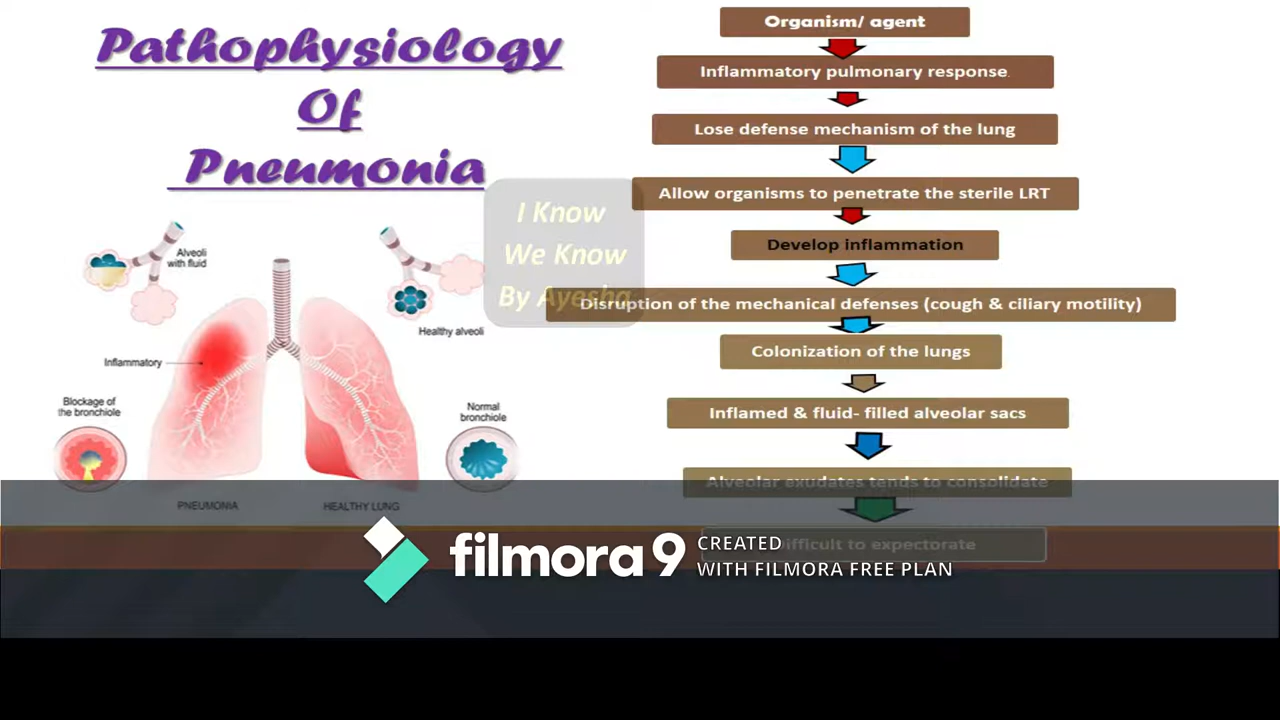 Pathophysiology
Of
Pneumonia
Alveoli
with fluid
Healthy alveoli
Inflammatory
Blockage of
the bronchiole
Normal
bronchiole
PNEUMONIA
HEALTHY LUNG
I Know
We Know
By Ayesha
Organism/ agent
Inflammatory pulmonary response.
Lose defense mechanism of the lung
Allow organisms to penetrate the sterile LRT
Develop inflammation
Disruption of the mechanical defenses (cough & ciliary motility)
Colonization of the lungs
Inflamed & fluid- filled alveolar sacs
Alveolar exudates tends to consolidate
Difficult to expectorate
filmora 9
CREATED
WITH FILMORA FREE PLAN